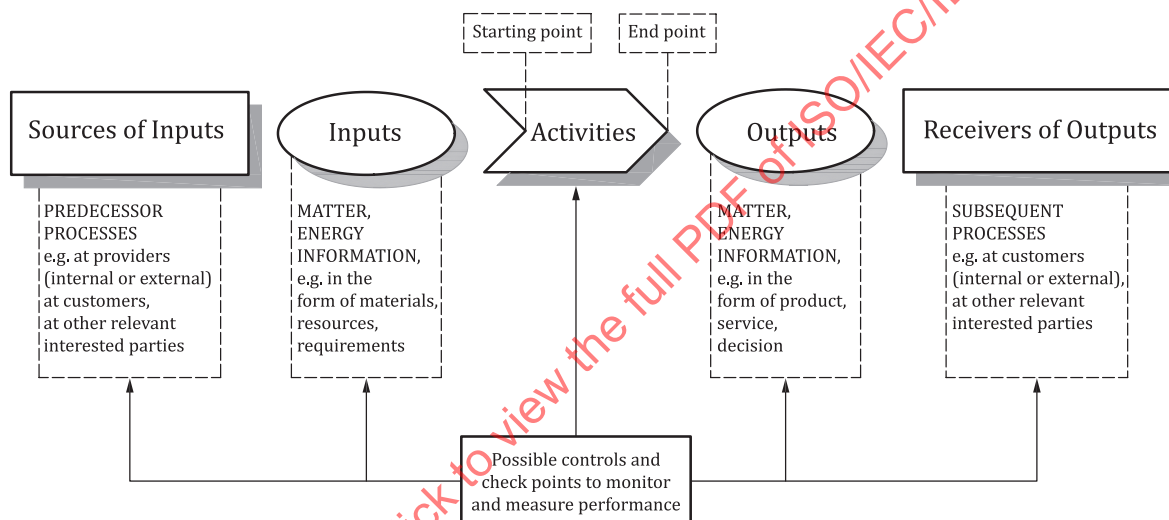 Starting point
End point
Sources of Inputs
Inputs
Activities
Outputs
Receivers of Outputs
PREDECESSOR
PROCESSES
e.g. at providers
(internal or external)
at customers,
at other relevant
interested parties
MATTER,
ENERGY
INFORMATION,
e.g. in the
form of materials,
resources,
requirements
MATTER,
ENERGY
INFORMATION,
e.g. in the
form of product,
service,
decision
SUBSEQUENT
PROCESSES
e.g. at customers
(internal or external),
at other relevant
interested parties
Possible controls and
check points to monitor
and measure performance
to view the full PDF of ISO/IEC/